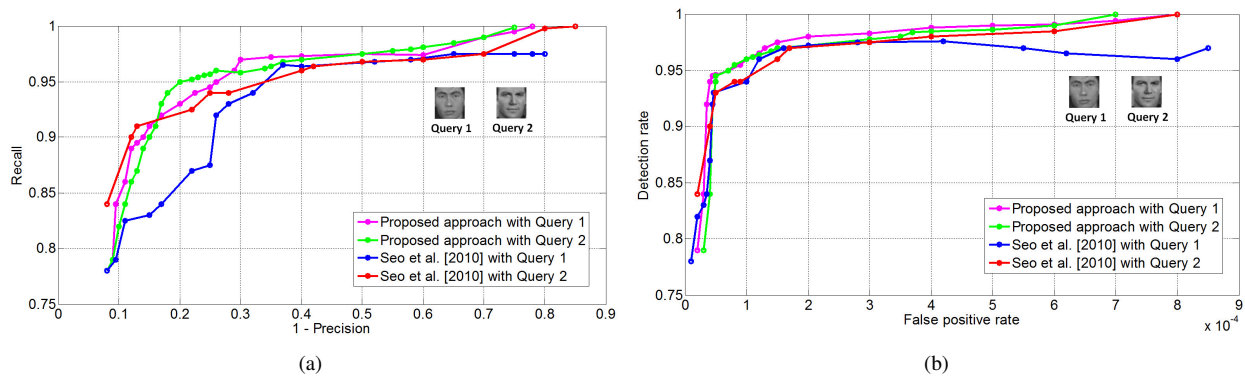 1
0.95
0.9
0.85
0.8
0.75
Recall
Query 1 Query 2
Proposed approach with Query 1
Proposed approach with Query 2
Seo et al. [2010] with Query 1
Seo et al. [2010] with Query 2
0 0.1 0.2 0.3 0.4 0.5 0.6 0.7 0.8 0.9
1 - Precision
(a)
1
0.95
0.9
0.85
0.8
0.75
Detection rate
Query 1 Query 2
Proposed approach with Query 1
Proposed approach with Query 2
Seo et al. [2010] with Query 1
Seo et al. [2010] with Query 2
0 1 2 3 4 5 6 7 8 9
False positive rate
x 10⁻⁴
(b)